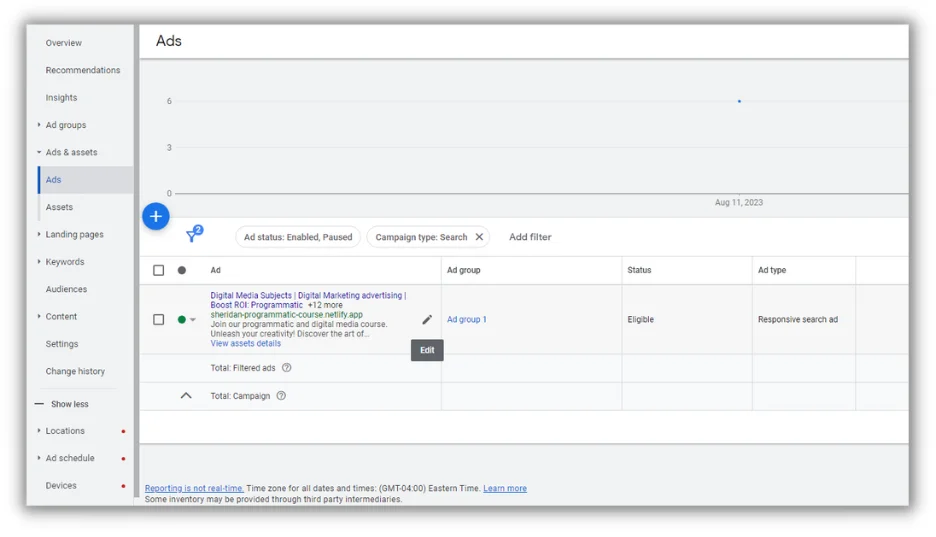 Overview
Recommendations
Insights
Ad groups
Ads & assets
Ads
Assets
Landing pages
Keywords
Audiences
Content
Settings
Change history
Show less
Locations
Ad schedule
Devices
Ads
6
3
0
Aug 11, 2023
2
Ad status: Enabled, Paused
Campaign type: Search
Add filter
Ad
Ad group
Status
Ad type
Digital Media Subjects | Digital Marketing advertising |
Boost ROI: Programmatic +12 more
sheridan-programmatic-course.netlify.app
Join our programmatic and digital media course.
Unleash your creativity! Discover the art of...
View assets details
Edit
Ad group 1
Eligible
Responsive search ad
Total: Filtered ads
Total: Campaign
Reporting is not real-time. Time zone for all dates and times: (GMT-04:00) Eastern Time. Learn more
Some inventory may be provided through third party intermediaries.